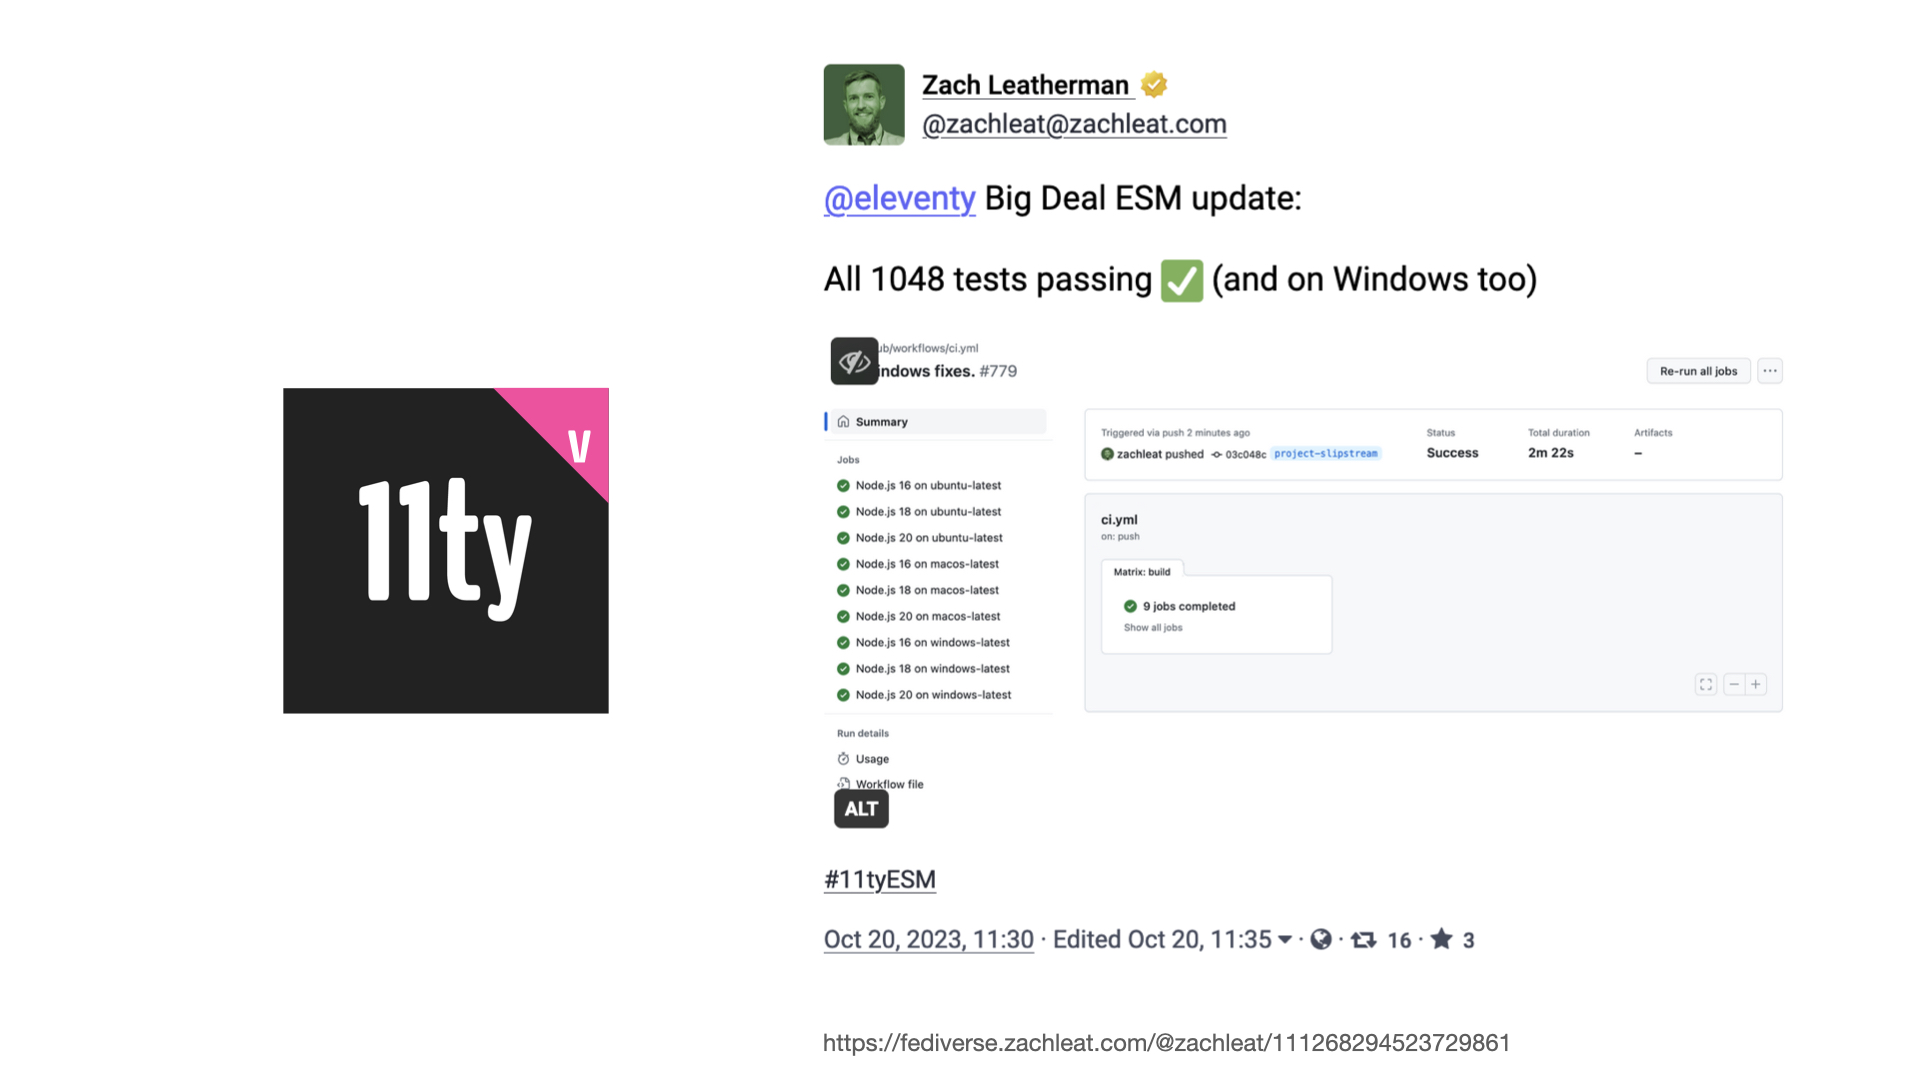 11ty
V
Zach Leatherman
@zachleat@zachleat.com
@eleventy Big Deal ESM update:
All 1048 tests passing ✅ (and on Windows too)
ub/workflows/ci.yml
indows fixes. #779
Re-run all jobs
Summary
Jobs
Node.js 16 on ubuntu-latest
Node.js 18 on ubuntu-latest
Node.js 20 on ubuntu-latest
Node.js 16 on macos-latest
Node.js 18 on macos-latest
Node.js 20 on macos-latest
Node.js 16 on windows-latest
Node.js 18 on windows-latest
Node.js 20 on windows-latest
Run details
Usage
Workflow file
ALT
Triggered via push 2 minutes ago
zachleat pushed 03c048c project-slipstream
Status
Success
Total duration
2m 22s
Artifacts
–
ci.yml
on: push
Matrix: build
9 jobs completed
Show all jobs
#11tyESM
Oct 20, 2023, 11:30 · Edited Oct 20, 11:35 · · 16 · 3
https://fediverse.zachleat.com/@zachleat/111268294523729861